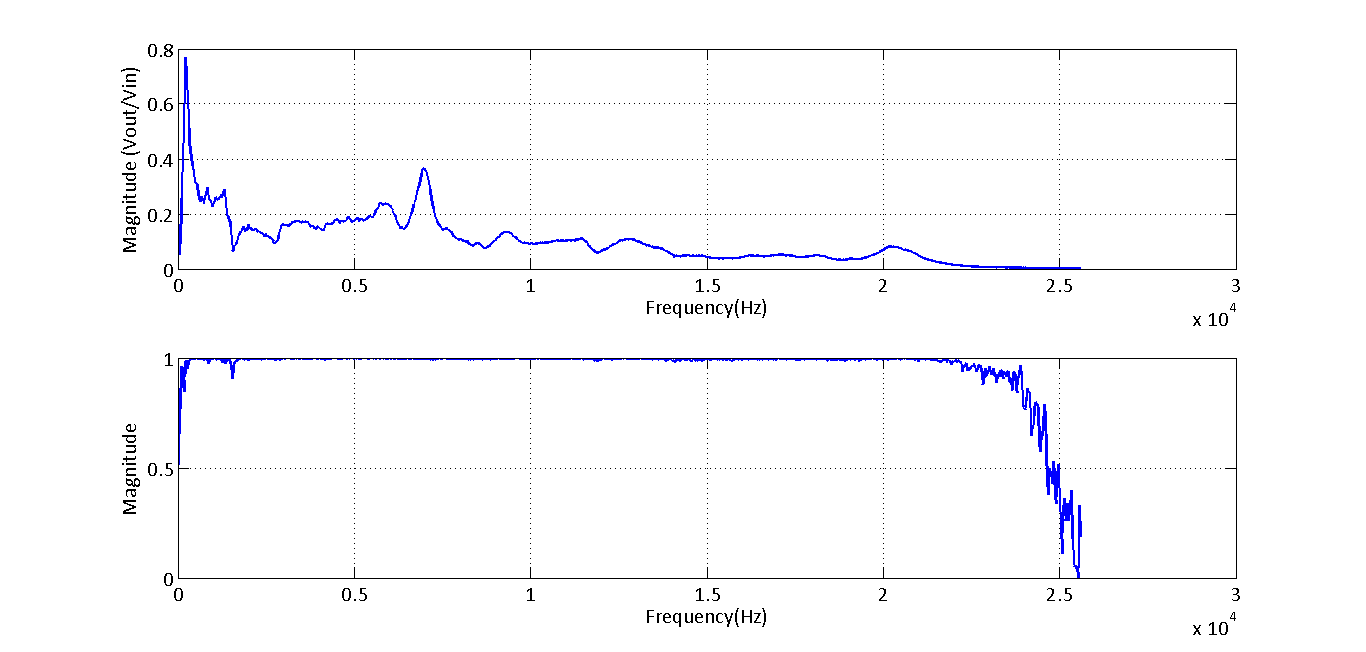 0.8
0.6
0.4
0.2
0
Magnitude (Vout/Vin)
0 0.5 1 1.5 2 2.5 3
Frequency(Hz)
x 10^4
1
0.5
0
Magnitude
0 0.5 1 1.5 2 2.5 3
Frequency(Hz)
x 10^4